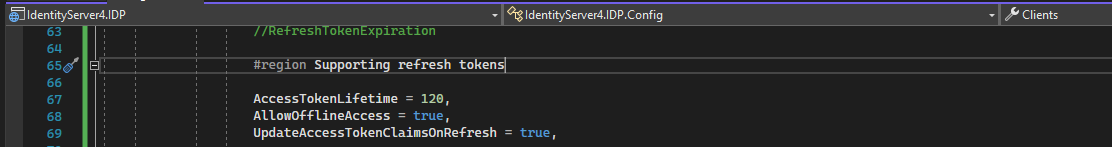 IdentityServer4.IDP IdentityServer4.IDP.Config Clients
63 //RefreshTokenExpiration
64
65 #region Supporting refresh tokens
66
67 AccessTokenLifetime = 120,
68 AllowOfflineAccess = true,
69 UpdateAccessTokenClaimsOnRefresh = true,